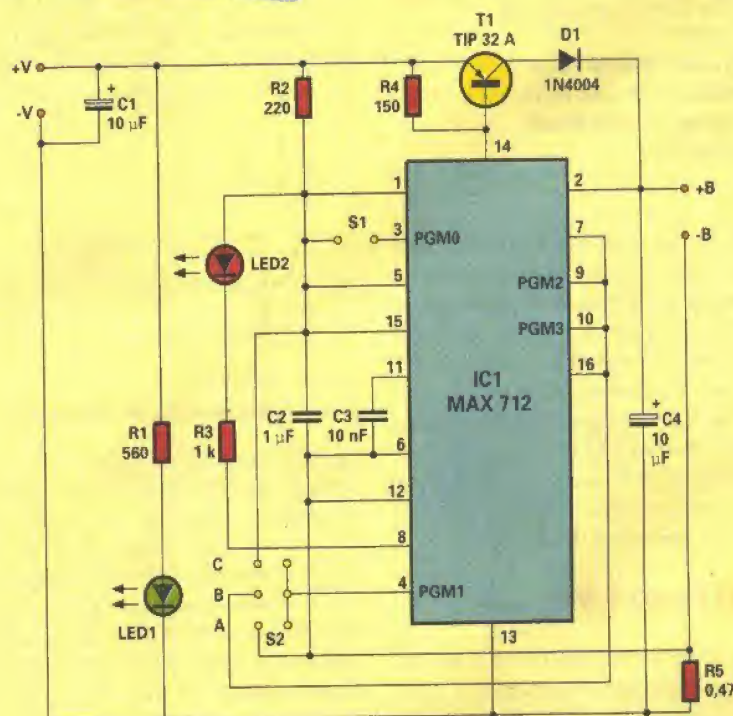 T1
TIP 32 A
D1
1N4004
+V
-V
+
C1
10 µF
R2
220
R4
150
14
1
2
+B
S1
3
PGM0
7
-B
LED2
5
PGM2
9
15
PGM3
10
11
16
IC1
MAX 712
R1
560
R3
1 k
C2
1 µF
C3
10 nF
+
C4
10
µF
6
12
8
C
B
A
S2
4
PGM1
LED1
13
R5
0,47